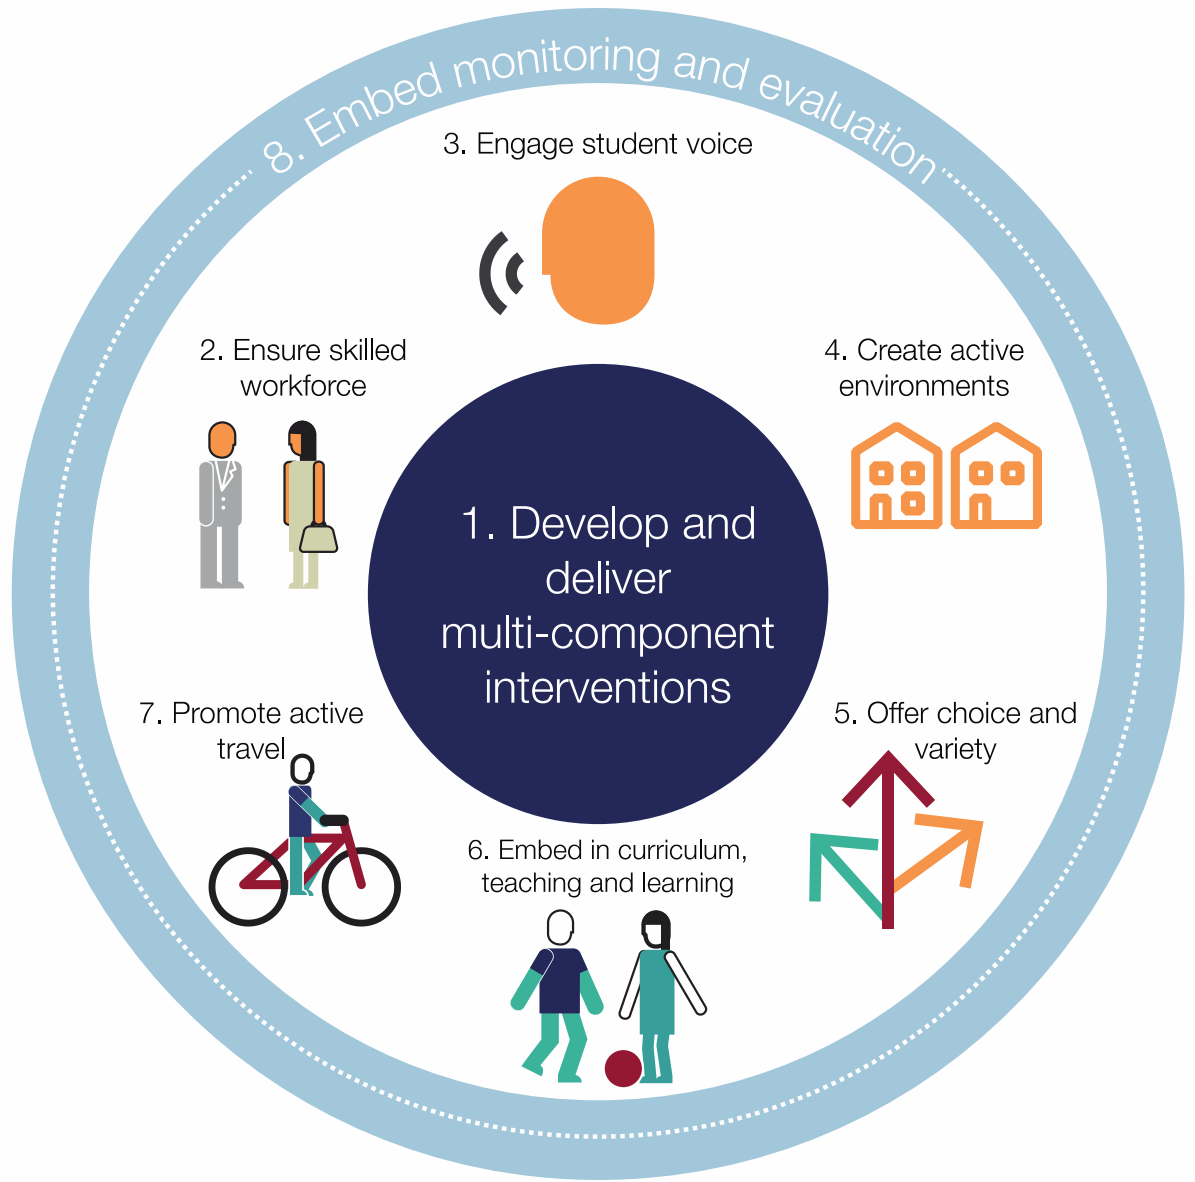 8. Embed monitoring and evaluation
3. Engage student voice
2. Ensure skilled
workforce
4. Create active
environments
1. Develop and
deliver
multi-component
interventions
7. Promote active
travel
5. Offer choice and
variety
6. Embed in curriculum,
teaching and learning